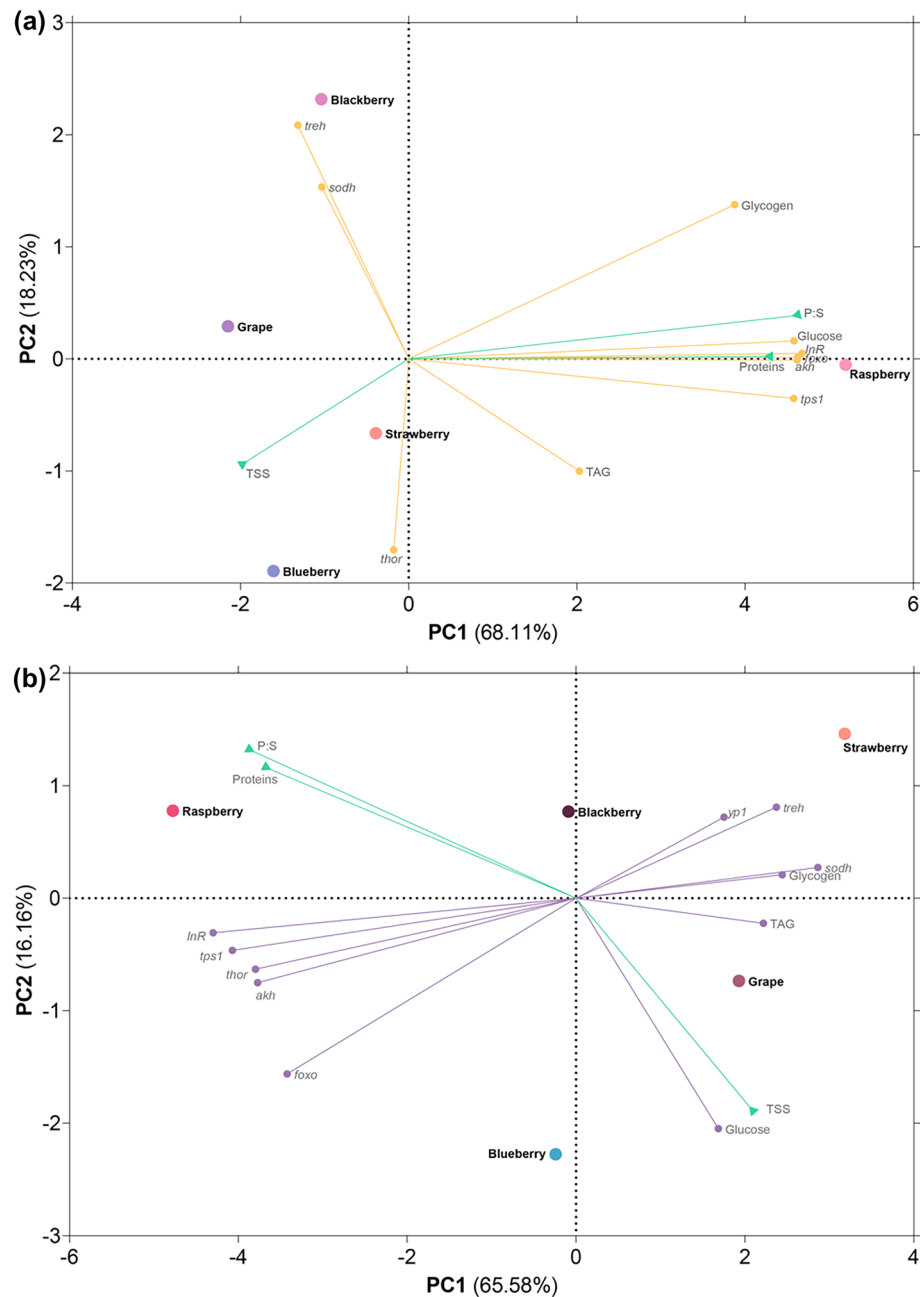 (a)
3
2
1
0
-1
-2
PC2 (18.23%)
Blackberry
treh
sodh
Glycogen
Grape
P:S
Glucose
InR
foxo
Proteins
akh
Raspberry
tps1
Strawberry
TSS
TAG
thor
Blueberry
-4
-2
0
2
4
6
PC1 (68.11%)
(b)
2
1
0
-1
-2
-3
PC2 (16.16%)
P:S
Proteins
Strawberry
Raspberry
Blackberry
yp1
treh
sodh
Glycogen
TAG
InR
tps1
thor
akh
Grape
foxo
TSS
Glucose
Blueberry
-6
-4
-2
0
2
4
PC1 (65.58%)